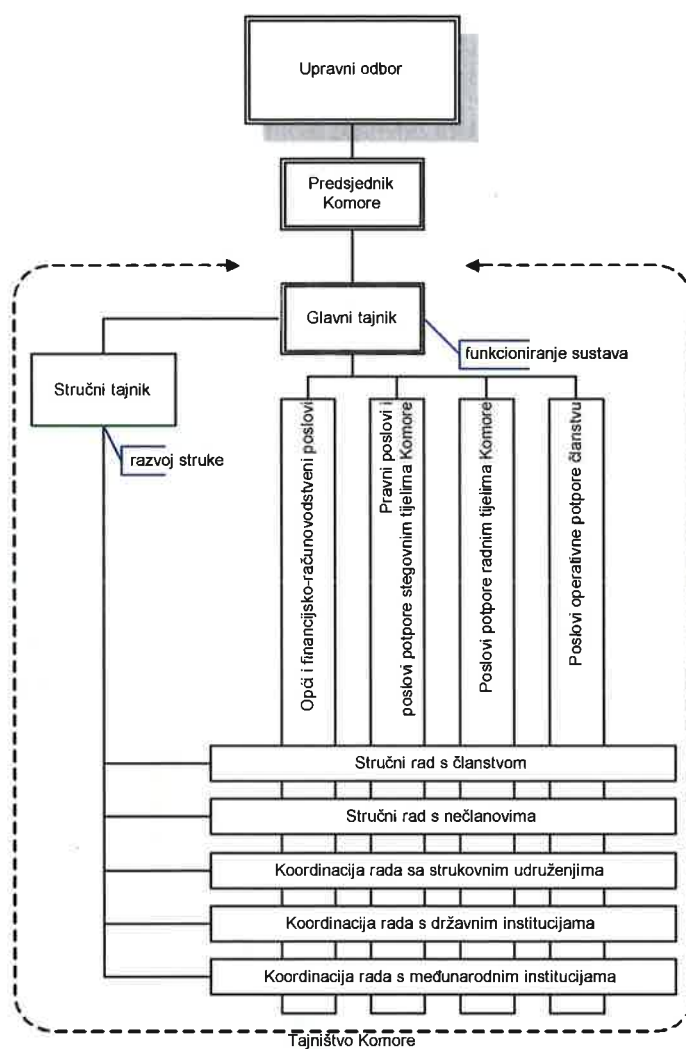 Upravni odbor
Predsjednik
Komore
Glavni tajnik
funkcioniranje sustava
Stručni tajnik
razvoj struke
Opći i financijsko-računovodstveni poslovi
Pravni poslovi i
poslovi potpore stegovnim tijelima Komore
Poslovi potpore radnim tijelima Komore
Poslovi operativne potpore članstvu
Stručni rad s članstvom
Stručni rad s nečlanovima
Koordinacija rada sa strukovnim udruženjima
Koordinacija rada s državnim institucijama
Koordinacija rada s međunarodnim institucijama
Tajništvo Komore